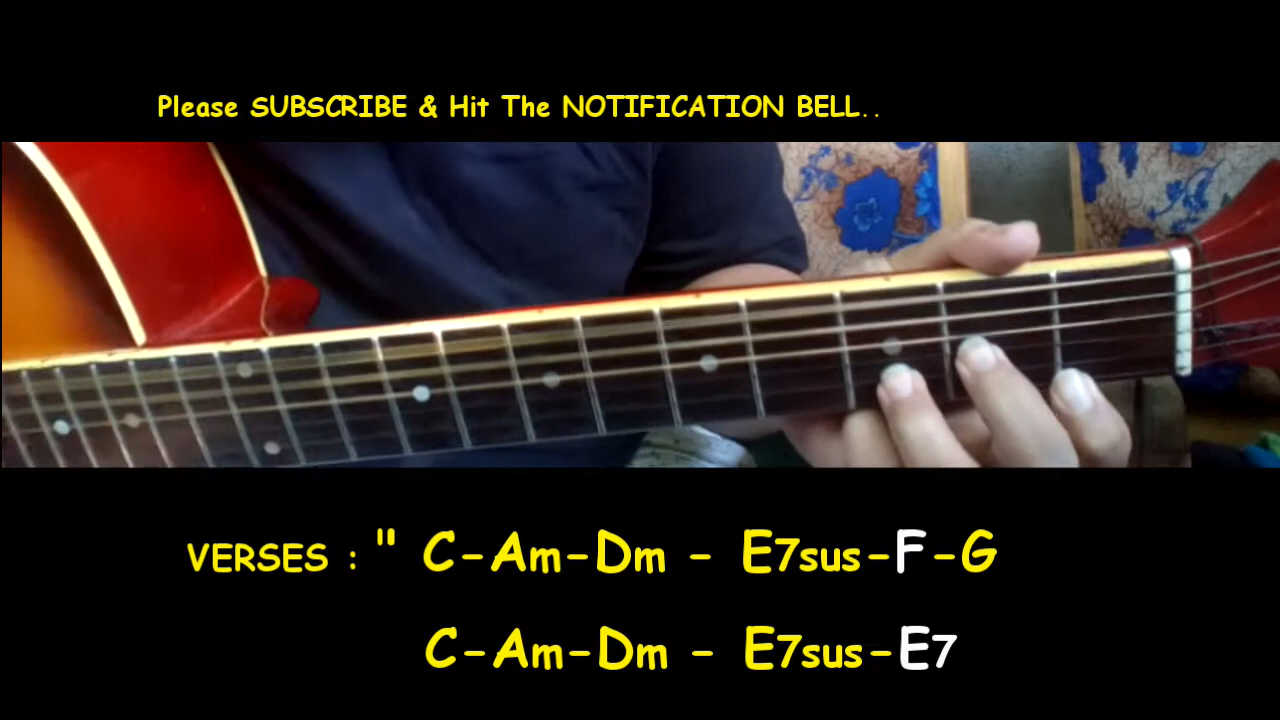 Please SUBSCRIBE & Hit The NOTIFICATION BELL..
VERSES : " C-Am-Dm - E7sus-F-G
C-Am-Dm - E7sus-E7